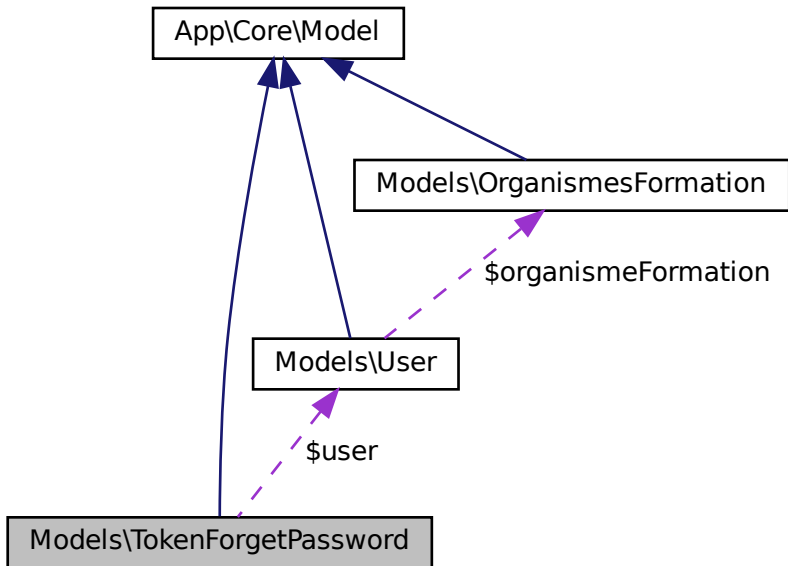 App\Core\Model
Models\OrganismesFormation
$organismeFormation
Models\User
$user
Models\TokenForgetPassword